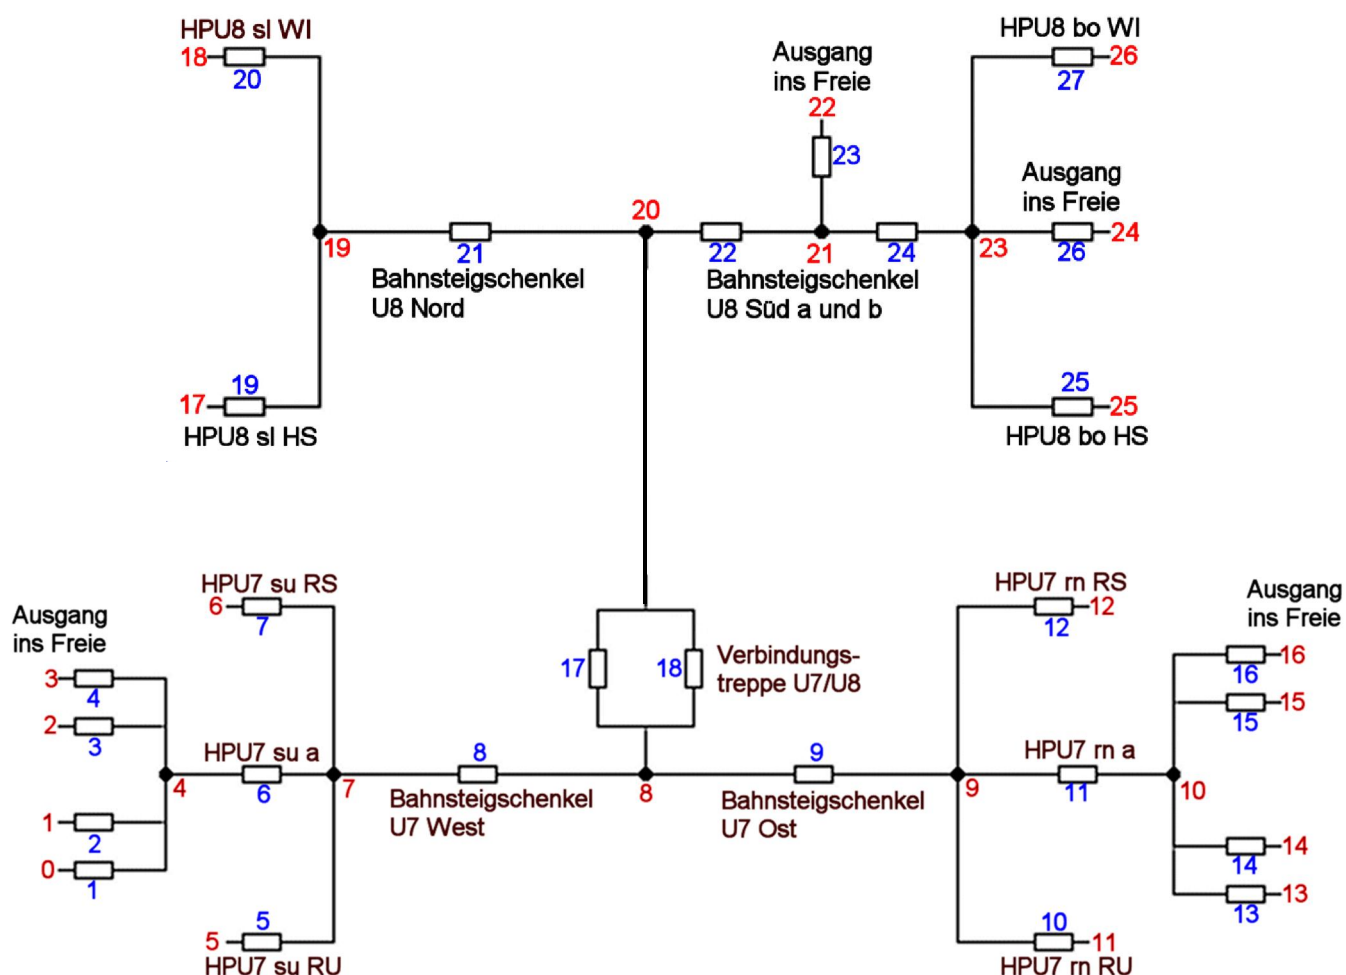 HPU8 sl WI
18
20
HPU8 bo WI
26
27
Ausgang
ins Freie
22
23
Ausgang
ins Freie
24
26
20
19
21
22
21
24
23
Bahnsteigschenkel
U8 Nord
Bahnsteigschenkel
U8 Süd a und b
19
17
HPU8 sl HS
25
25
HPU8 bo HS
HPU7 su RS
6
7
HPU7 rn RS
12
12
Ausgang
ins Freie
Ausgang
ins Freie
3
4
2
3
17
18
Verbindungs-
treppe U7/U8
16
16
15
15
HPU7 su a
4
6
7
8
8
9
9
HPU7 rn a
11
10
Bahnsteigschenkel
U7 West
Bahnsteigschenkel
U7 Ost
1
2
0
1
14
14
13
13
5
5
HPU7 su RU
10
11
HPU7 rn RU